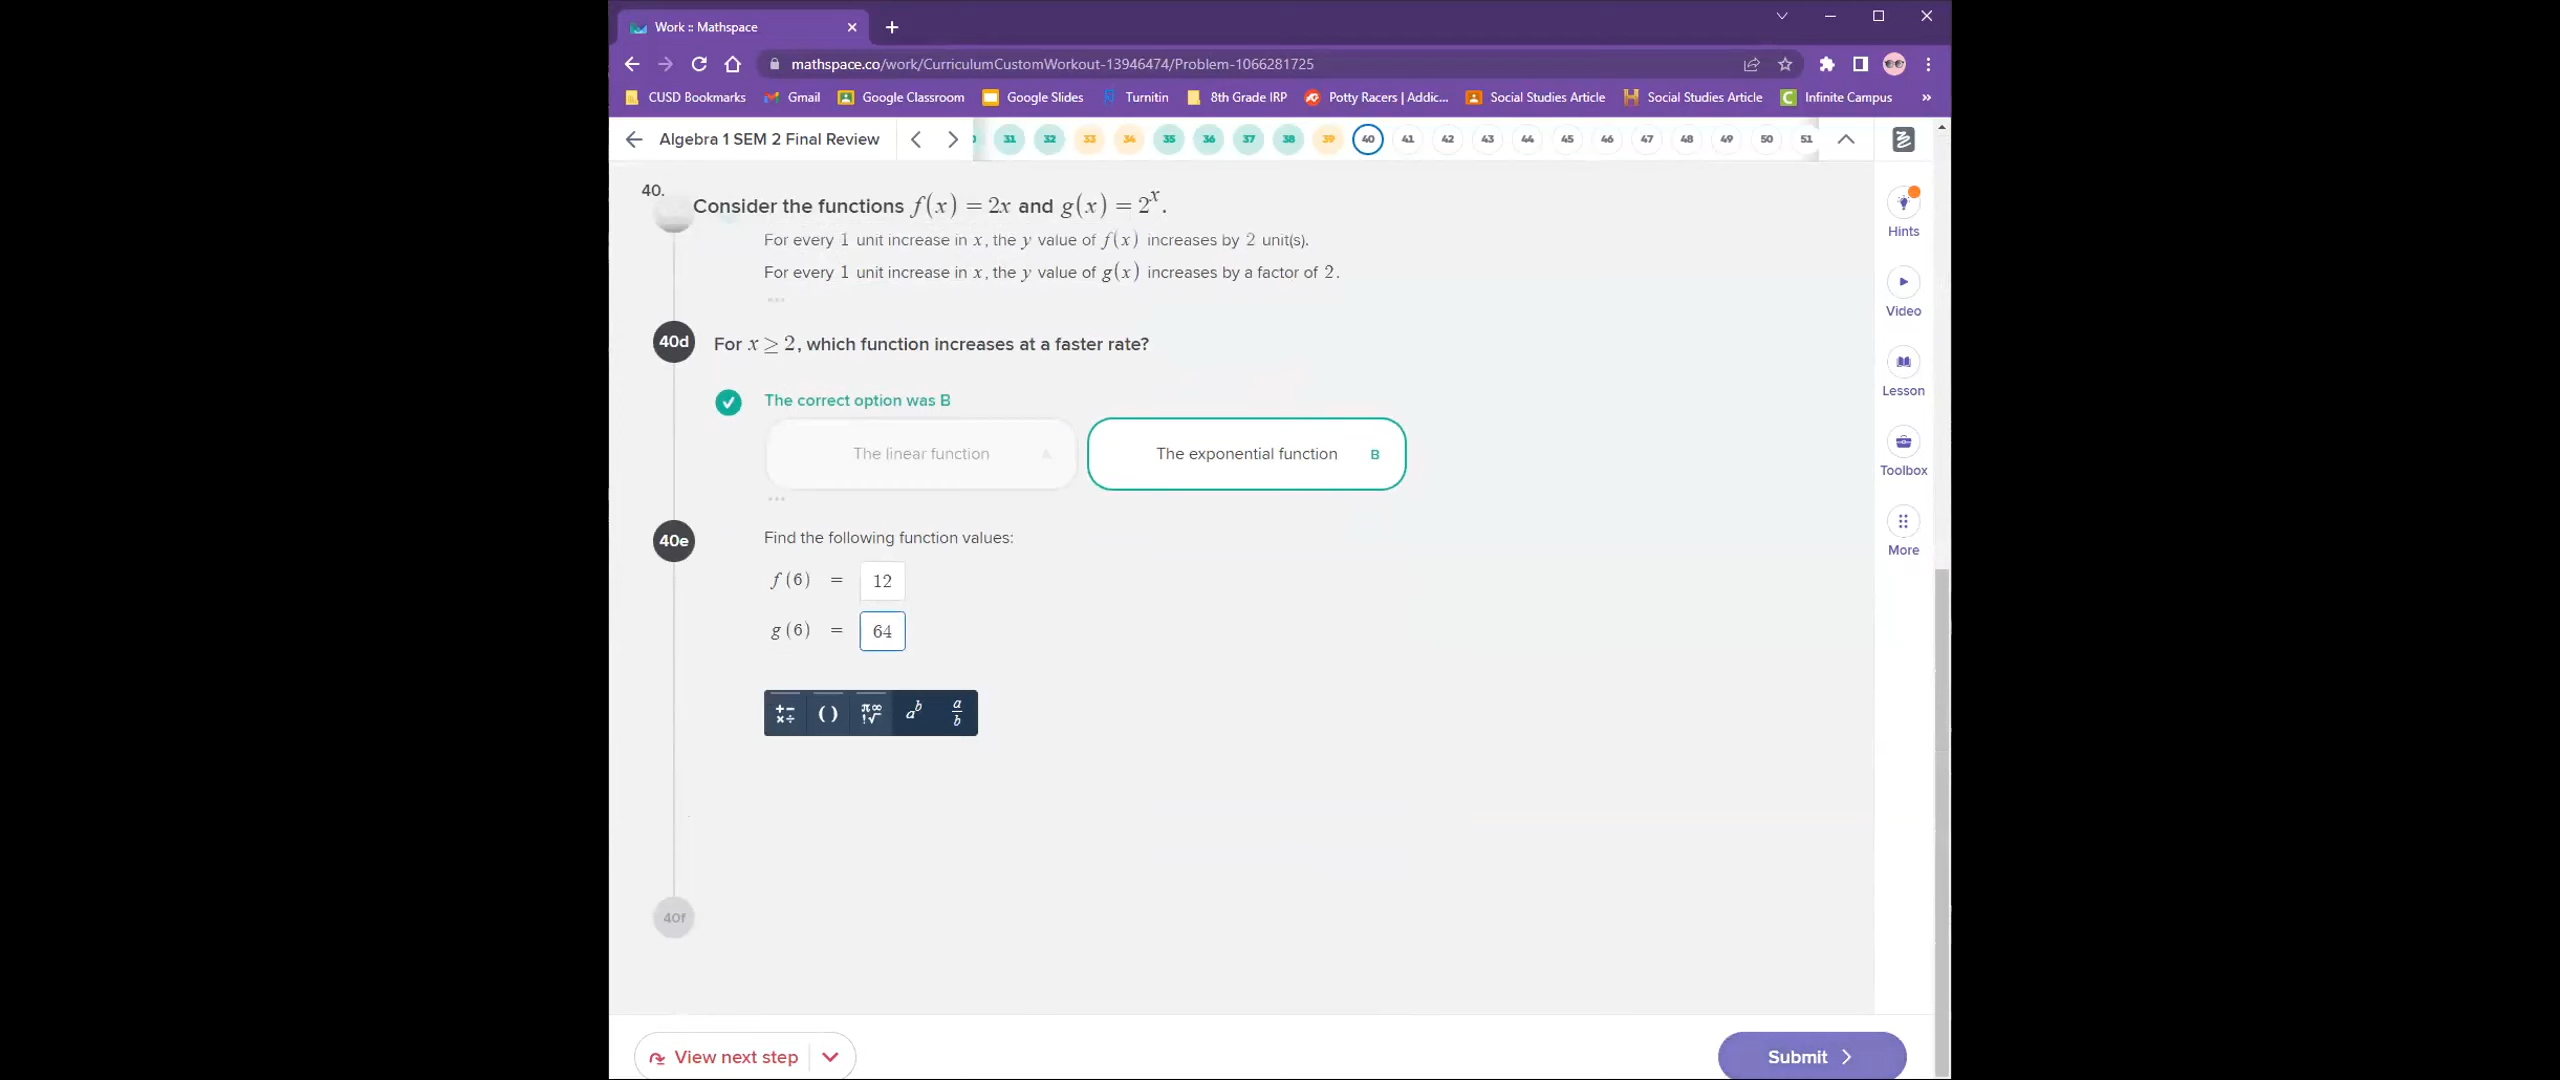 Work :: Mathspace
mathspace.co/work/CurriculumCustomWorkout-13946474/Problem-1066281725
CUSD Bookmarks Gmail Google Classroom Google Slides Turnitin 8th Grade IRP Potty Racers | Addic... Social Studies Article Social Studies Article Infinite Campus »
Algebra 1 SEM 2 Final Review 31 32 33 34 35 36 37 38 39 40 41 42 43 44 45 46 47 48 49 50 51
40.
Consider the functions f(x) = 2x and g(x) = 2^x.
For every 1 unit increase in x, the y value of f(x) increases by 2 unit(s).
For every 1 unit increase in x, the y value of g(x) increases by a factor of 2.
...
40d For x ≥ 2, which function increases at a faster rate?
The correct option was B
The linear function A
The exponential function B
...
40e Find the following function values:
f(6) = 12
g(6) = 64
+− ×÷ ( ) π∞ !√ a^b a/b
40f
View next step
Submit
Hints
Video
Lesson
Toolbox
More